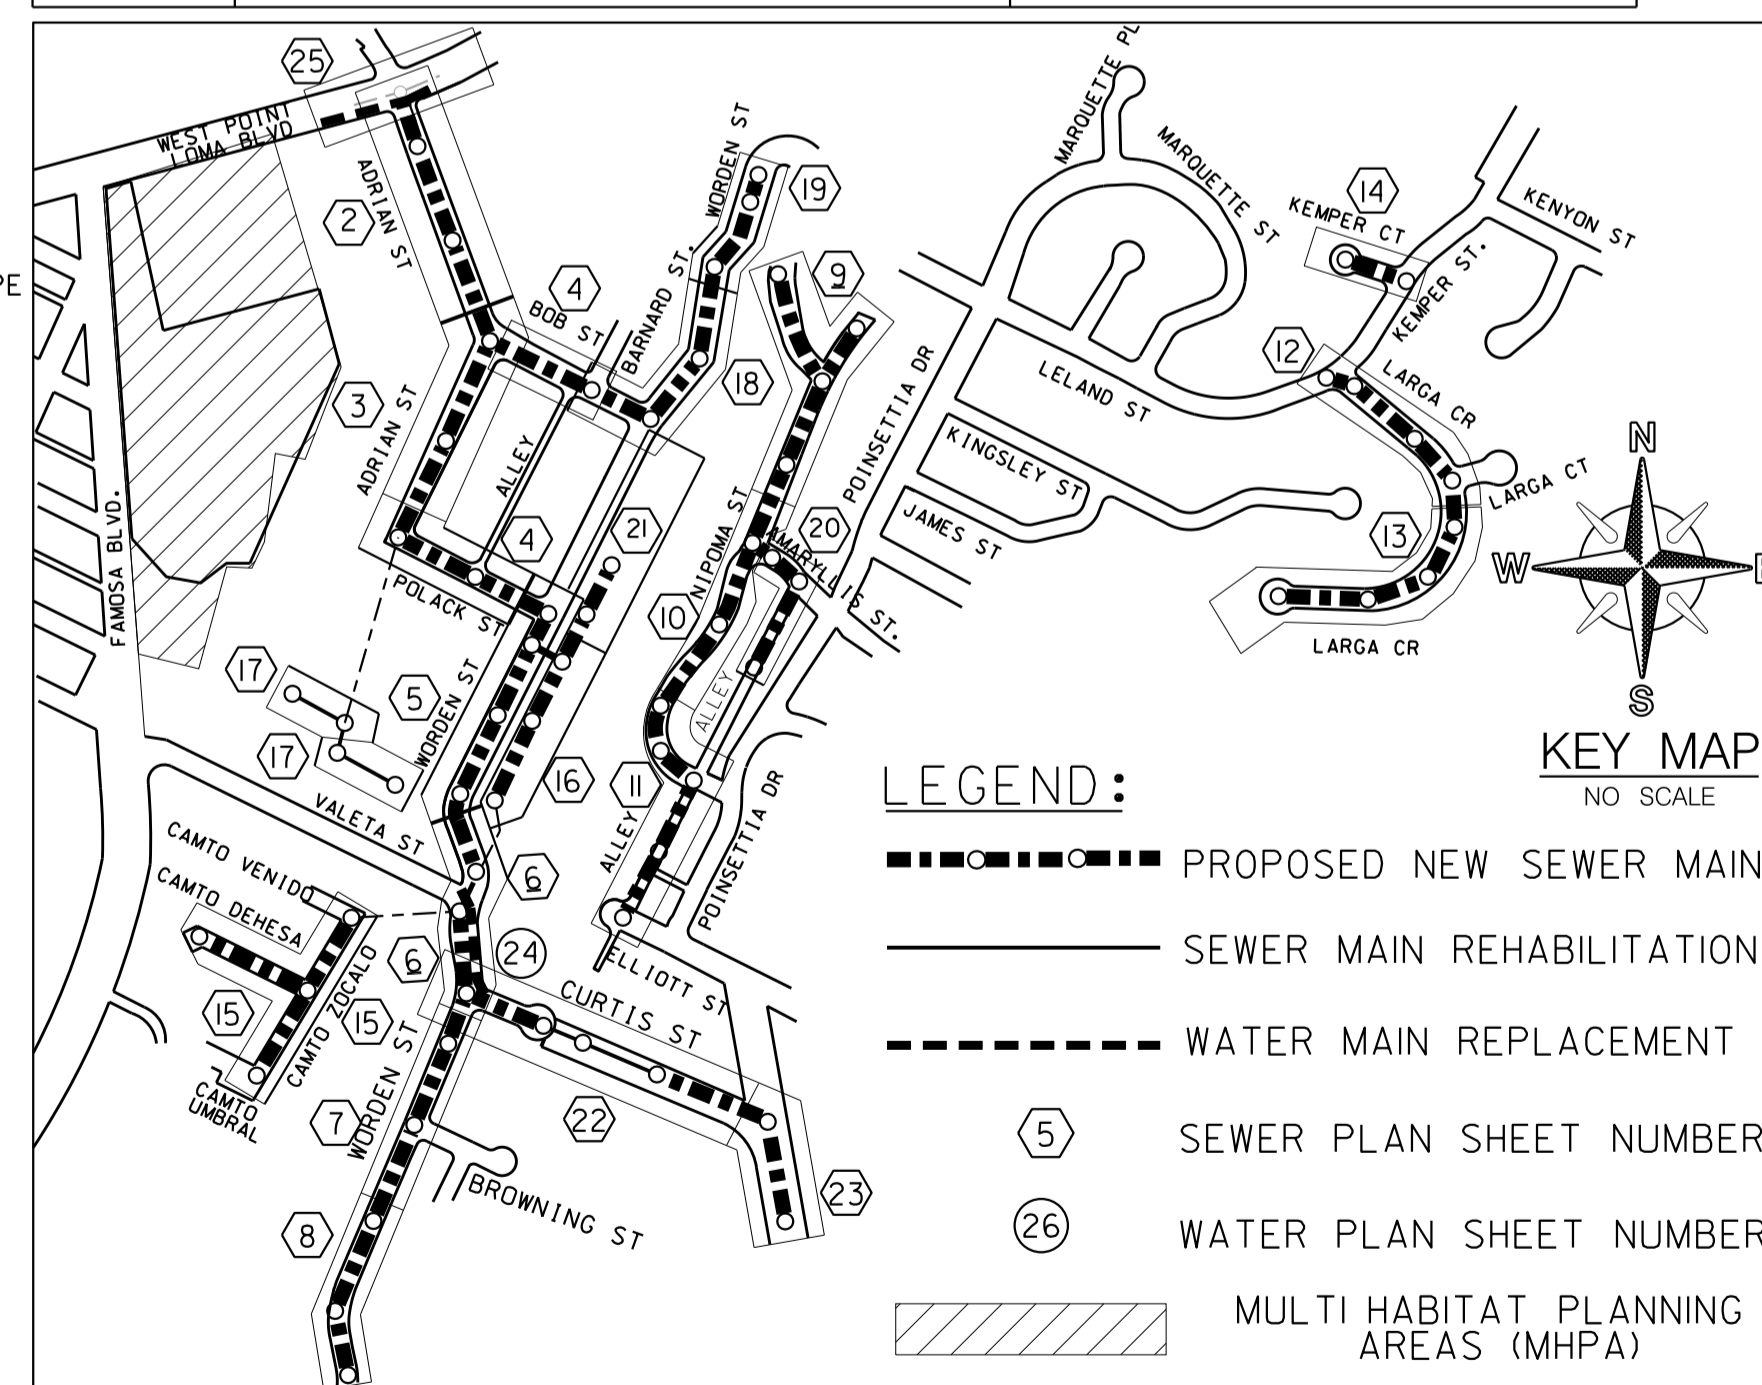 25
WEST POINT
LOMA BLVD
ADRIAN ST
2
PE
BOB ST
4
BARNARD ST.
WORDEN ST
19
9
18
3
ADRIAN ST
ALLEY
4
21
POLACK ST
FAMOSA BLVD.
17
17
5
WORDEN ST
16
VALETA ST
NIPOMA ST
AMARYLLIS ST.
20
10
ALLEY
11
ALLEY
POINSETTIA DR
POINSETTIA DR
MARQUETTE PL
MARQUETTE ST
14
KEMPER CT
KENYON ST
KEMPER ST.
12
LARGA CR
LELAND ST
KINGSLEY ST
JAMES ST
LARGA CT
13
LARGA CR
N
W
E
S
KEY MAP
NO SCALE
CAMTO VENIDO
CAMTO DEHESA
6
6
24
ELLIOTT ST
CURTIS ST
15
15
CAMTO ZOCALO
CAMTO
UMBRAL
7
WORDEN ST
22
23
BROWNING ST
8
LEGEND:
PROPOSED NEW SEWER MAIN
SEWER MAIN REHABILITATION
WATER MAIN REPLACEMENT
5
SEWER PLAN SHEET NUMBER
26
WATER PLAN SHEET NUMBER
MULTI HABITAT PLANNING
AREAS (MHPA)